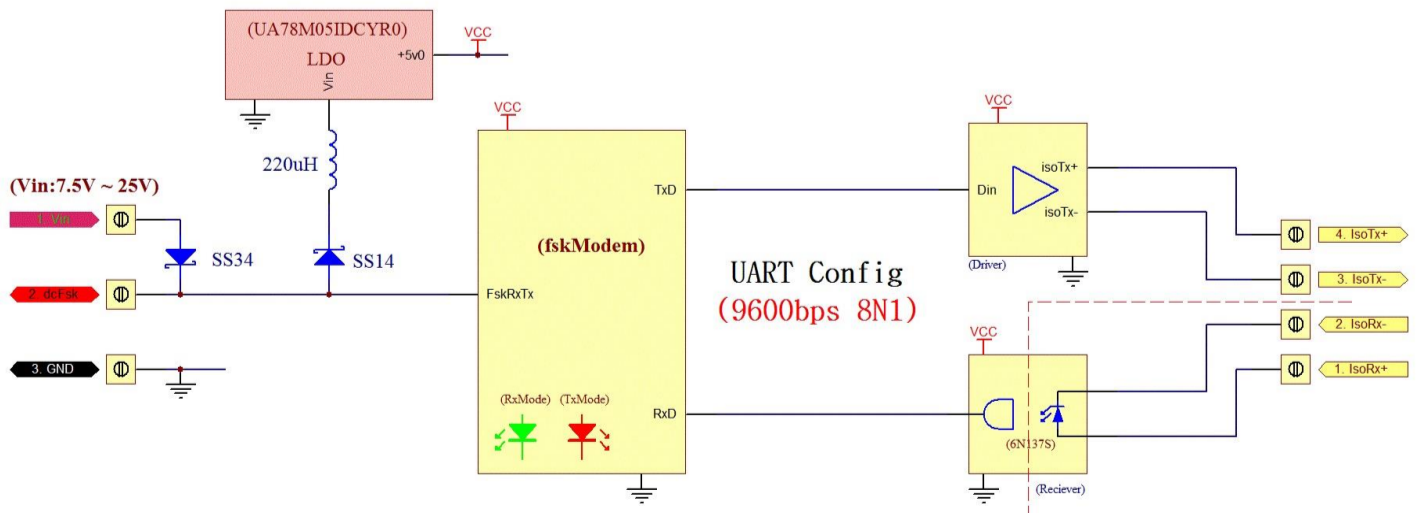 (UA78M05IDCYR0)
LDO
+5v0
Vin
VCC
220uH
(Vin:7.5V ~ 25V)
1. Vin
SS34
SS14
2. dcFsk
3. GND
VCC
TxD
(fskModem)
FskRxTx
(RxMode)
(TxMode)
RxD
UART Config
(9600bps 8N1)
VCC
Din
isoTx+
isoTx-
(Driver)
4. IsoTx+
3. IsoTx-
2. IsoRx-
1. IsoRx+
VCC
(6N137S)
(Reciever)